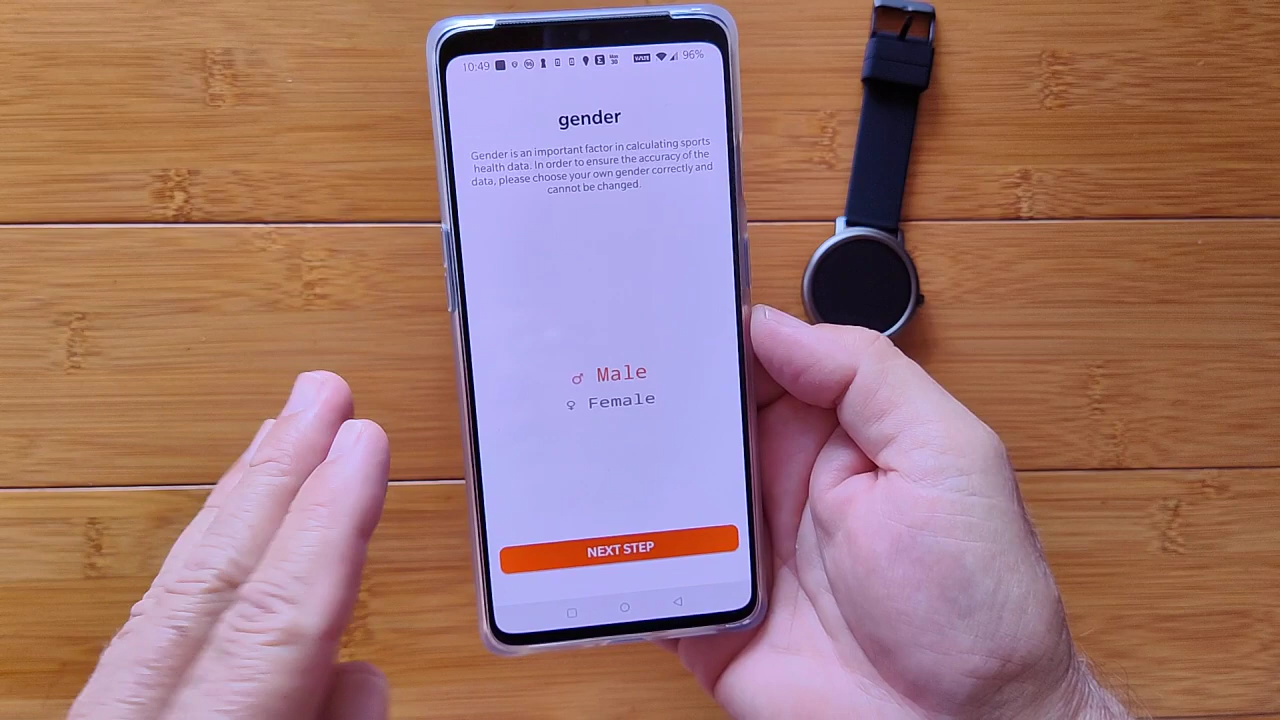 10:49 96%
gender
Gender is an important factor in calculating sports
health data. In order to ensure the accuracy of the
data, please choose your own gender correctly and
cannot be changed.
♂ Male
♀ Female
NEXT STEP